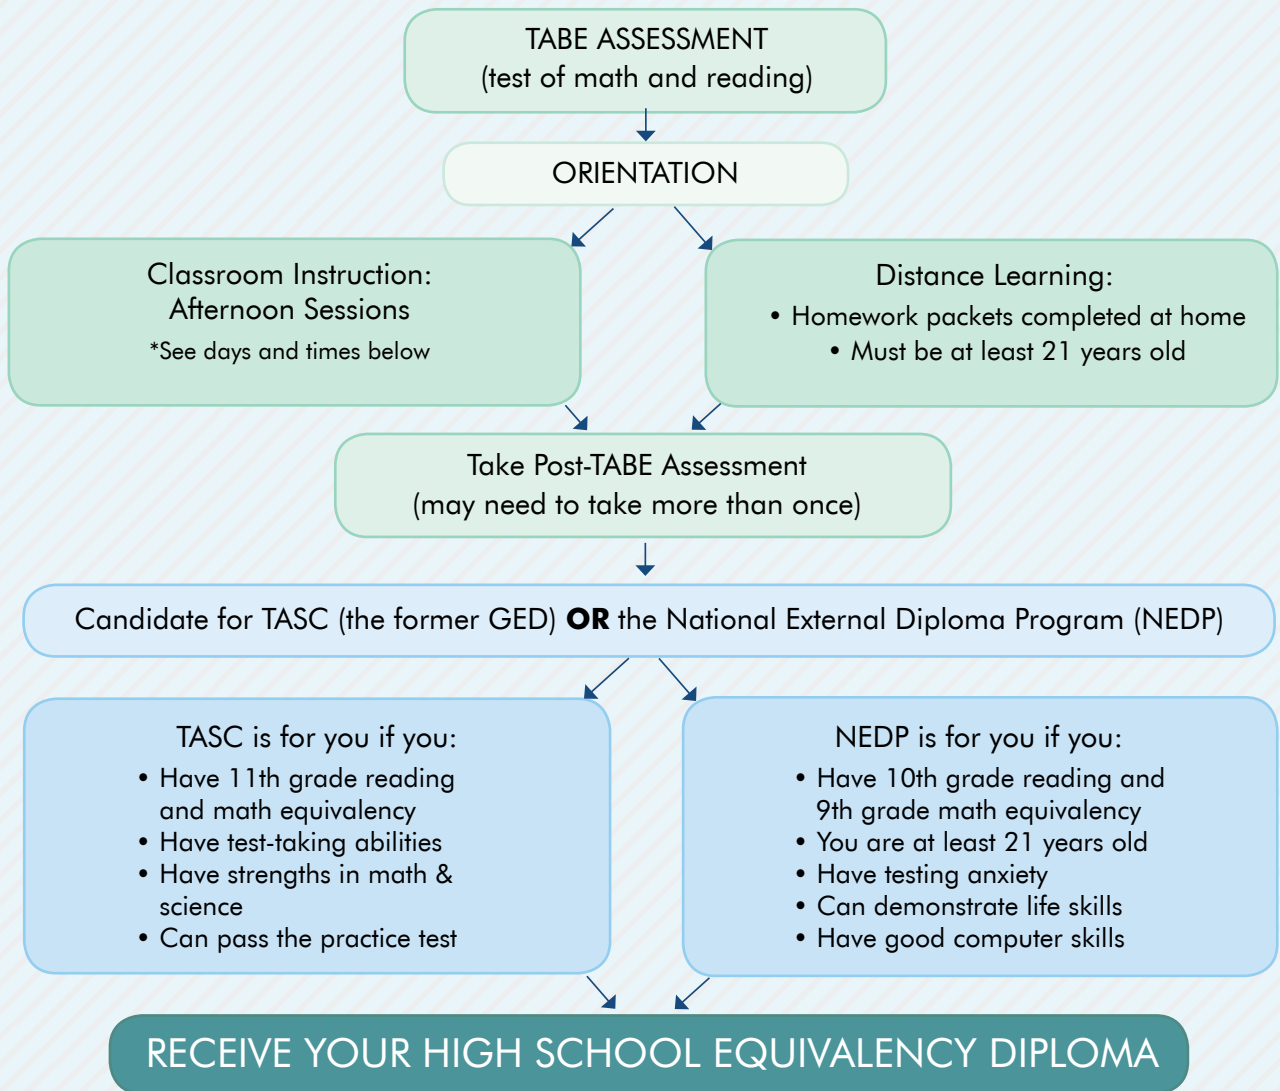 TABE ASSESSMENT
(test of math and reading)
ORIENTATION
Classroom Instruction:
Afternoon Sessions
*See days and times below
Distance Learning:
• Homework packets completed at home
• Must be at least 21 years old
Take Post-TABE Assessment
(may need to take more than once)
Candidate for TASC (the former GED) OR the National External Diploma Program (NEDP)
TASC is for you if you:
• Have 11th grade reading
and math equivalency
• Have test-taking abilities
• Have strengths in math &
science
• Can pass the practice test
NEDP is for you if you:
• Have 10th grade reading and
9th grade math equivalency
• You are at least 21 years old
• Have testing anxiety
• Can demonstrate life skills
• Have good computer skills
RECEIVE YOUR HIGH SCHOOL EQUIVALENCY DIPLOMA